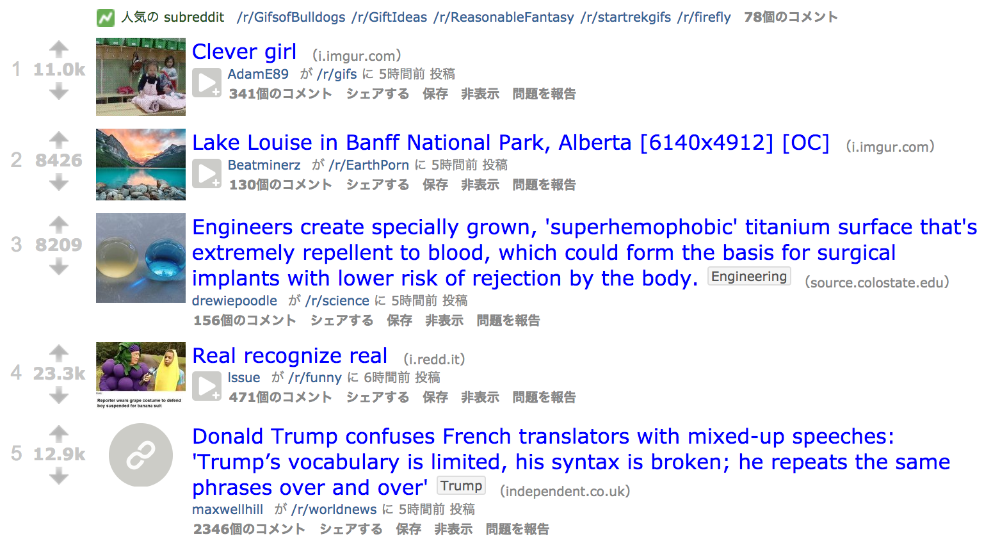 人気の subreddit /r/GifsofBulldogs /r/GiftIdeas /r/ReasonableFantasy /r/startrekgifs /r/firefly 78個のコメント
1
11.0k
Clever girl (i.imgur.com)
AdamE89 が /r/gifs に 5時間前 投稿
341個のコメント シェアする 保存 非表示 問題を報告
2
8426
Lake Louise in Banff National Park, Alberta [6140x4912] [OC] (i.imgur.com)
Beatminerz が /r/EarthPorn に 5時間前 投稿
130個のコメント シェアする 保存 非表示 問題を報告
3
8209
Engineers create specially grown, 'superhemophobic' titanium surface that's
extremely repellent to blood, which could form the basis for surgical
implants with lower risk of rejection by the body. Engineering (source.colostate.edu)
drewiepoodle が /r/science に 5時間前 投稿
156個のコメント シェアする 保存 非表示 問題を報告
4
23.3k
Reporter wears grape costume to defend
boy suspended for banana suit
Real recognize real (i.redd.it)
Issue が /r/funny に 6時間前 投稿
471個のコメント シェアする 保存 非表示 問題を報告
5
12.9k
Donald Trump confuses French translators with mixed-up speeches:
'Trump’s vocabulary is limited, his syntax is broken; he repeats the same
phrases over and over' Trump (independent.co.uk)
maxwellhill が /r/worldnews に 5時間前 投稿
2346個のコメント シェアする 保存 非表示 問題を報告